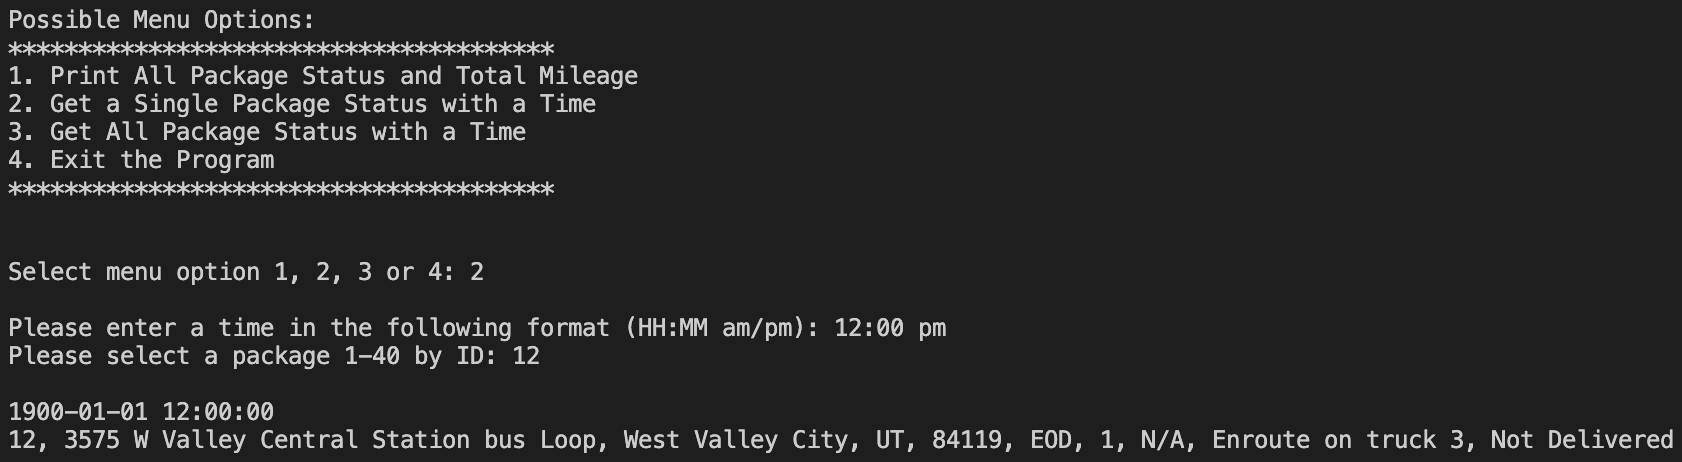 Possible Menu Options:
***************************************
1. Print All Package Status and Total Mileage
2. Get a Single Package Status with a Time
3. Get All Package Status with a Time
4. Exit the Program
***************************************
Select menu option 1, 2, 3 or 4: 2
Please enter a time in the following format (HH:MM am/pm): 12:00 pm
Please select a package 1-40 by ID: 12
1900-01-01 12:00:00
12, 3575 W Valley Central Station bus Loop, West Valley City, UT, 84119, EOD, 1, N/A, Enroute on truck 3, Not Delivered